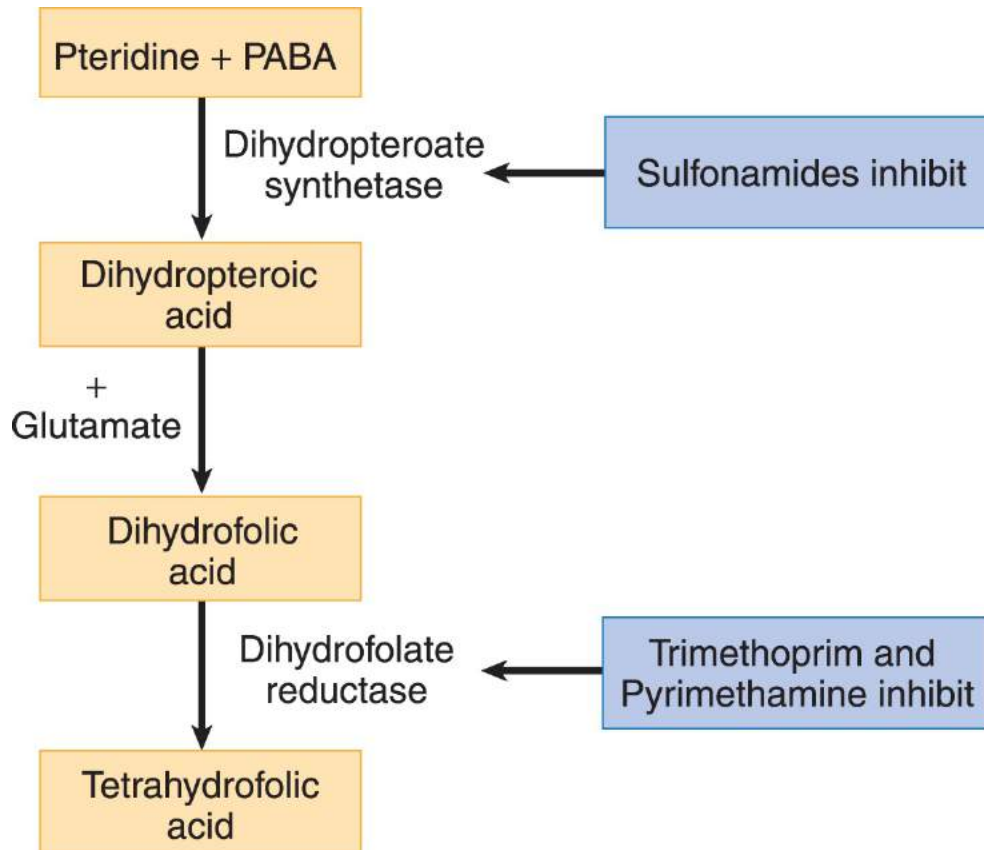 Pteridine + PABA
Dihydropteroate
synthetase
Sulfonamides inhibit
Dihydropteroic
acid
+
Glutamate
Dihydrofolic
acid
Dihydrofolate
reductase
Trimethoprim and
Pyrimethamine inhibit
Tetrahydrofolic
acid